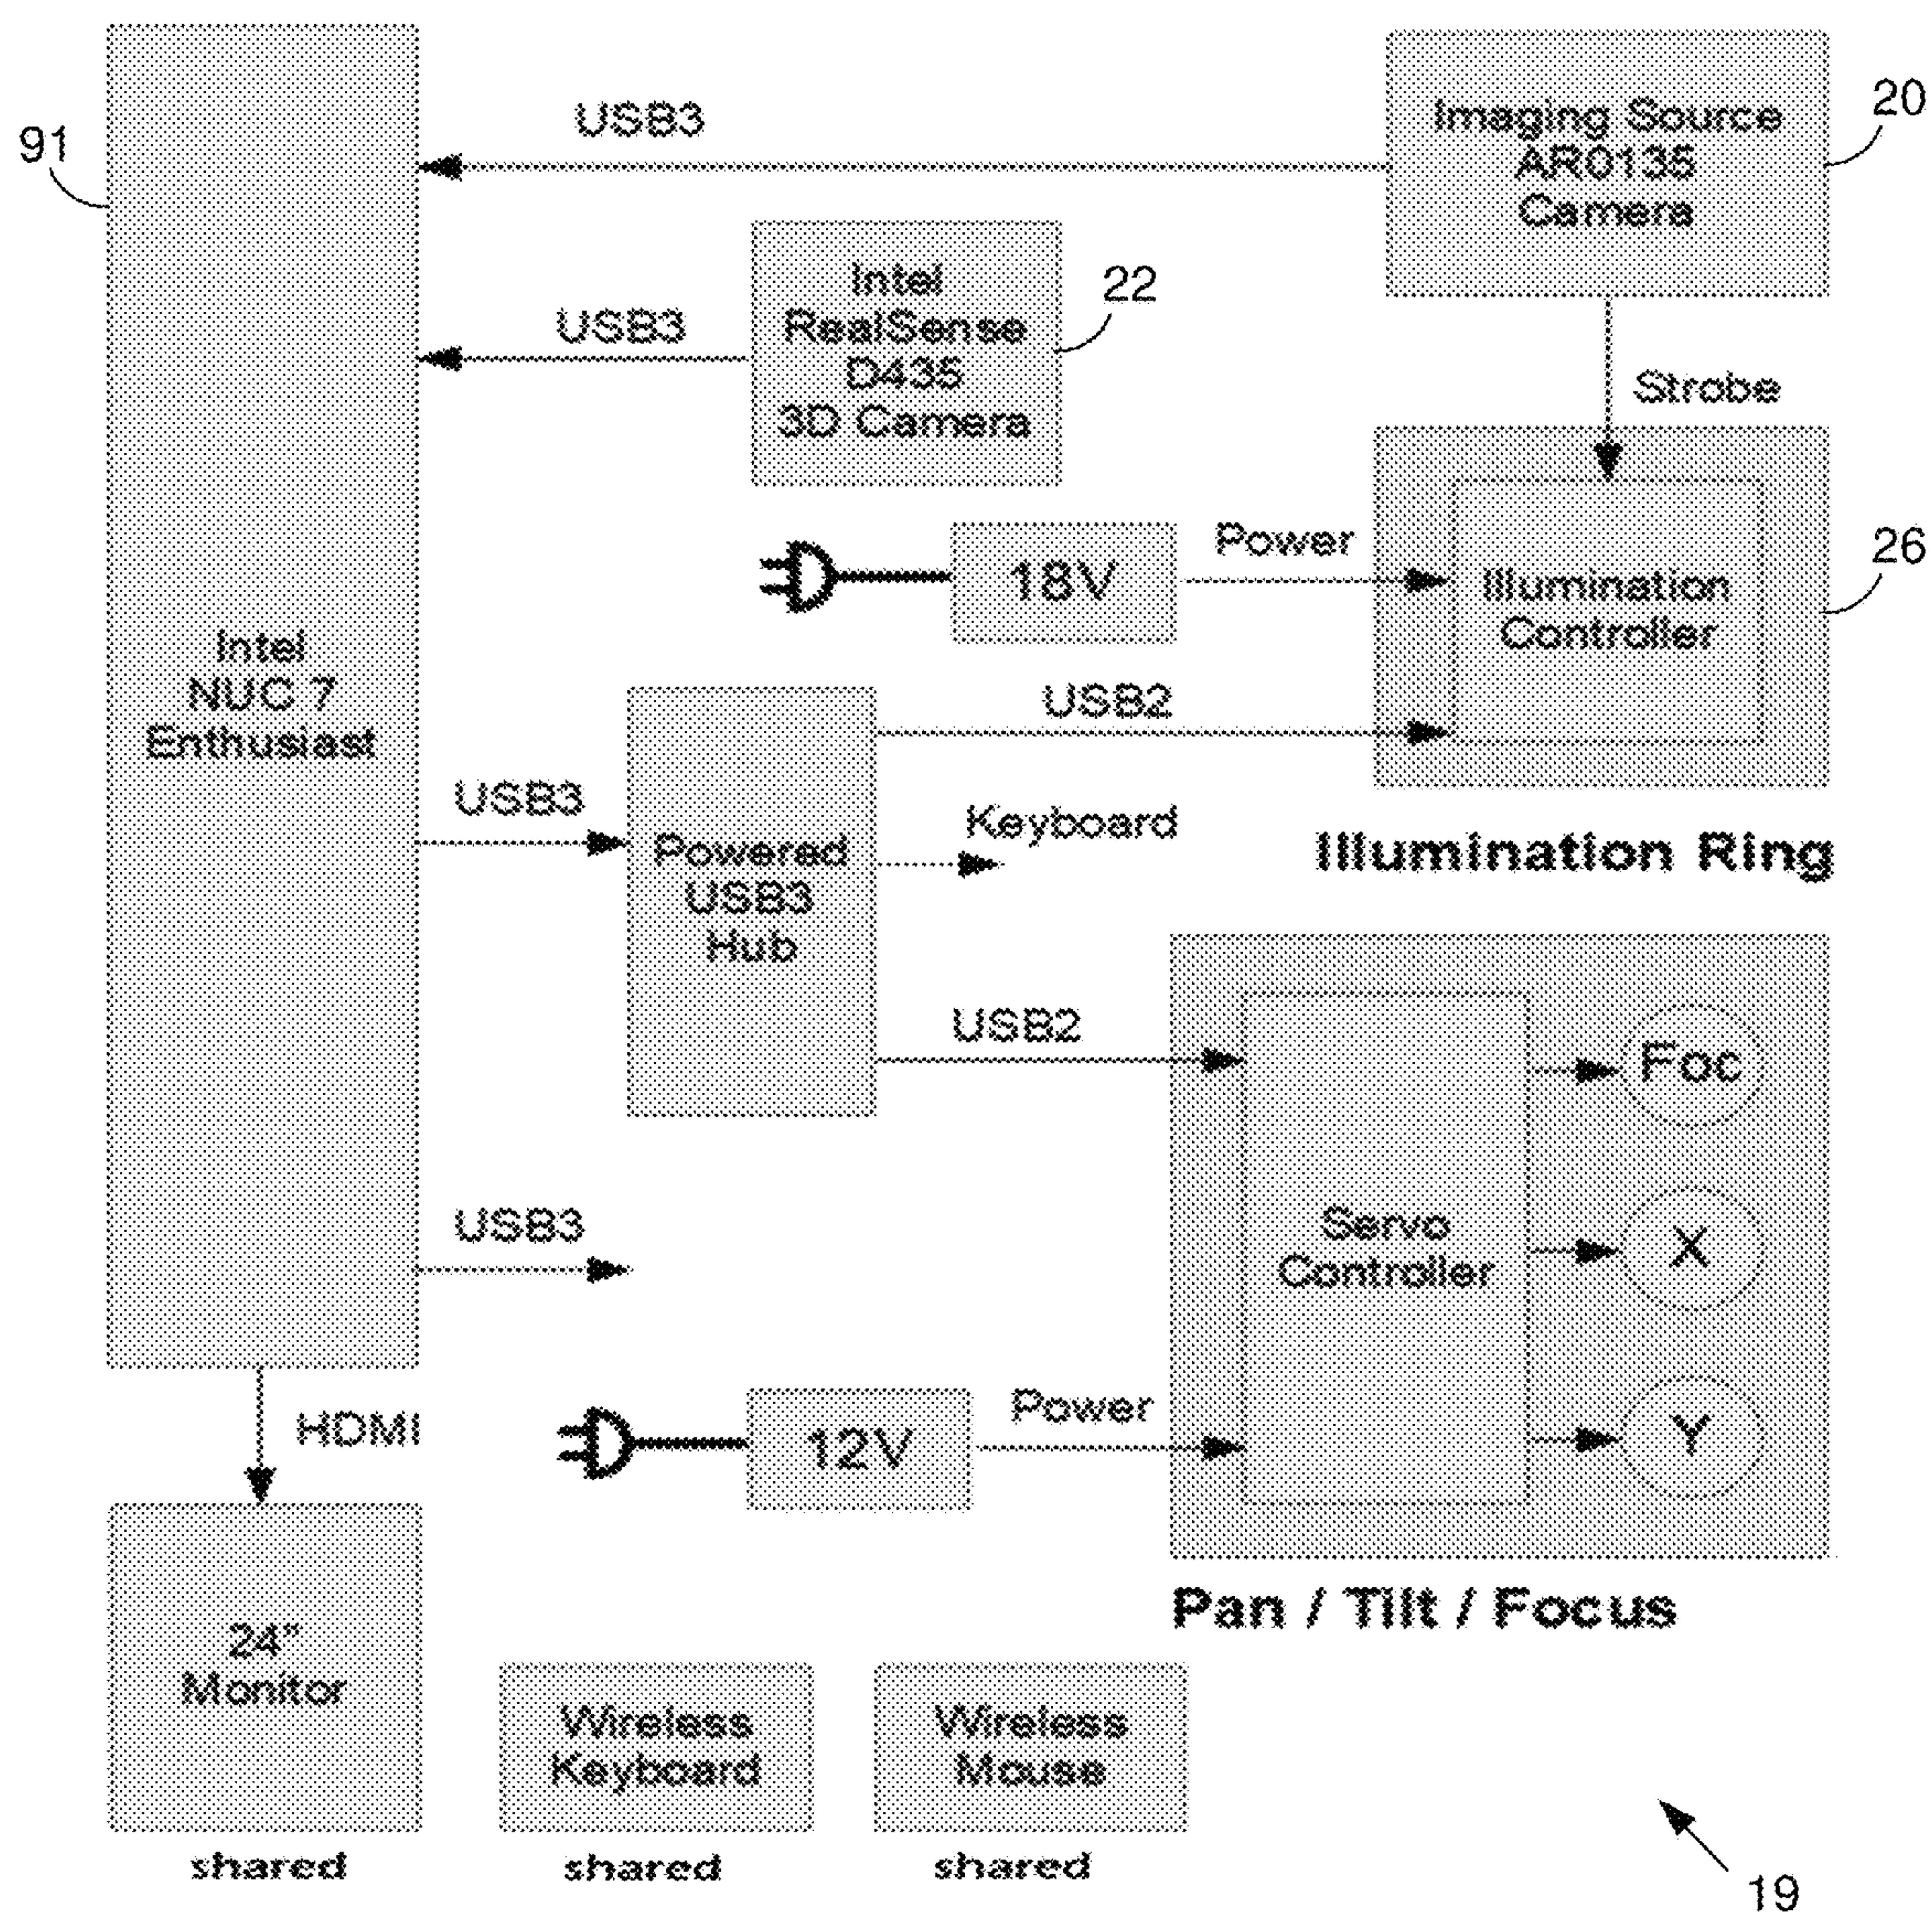 USB3
Imaging Source
AR0135
Camera
20
91
Intel
RealSense
D435
3D Camera
22
USB3
Strobe
18V
Power
Illumination
Controller
26
Intel
NUC 7
Enthusiast
USB2
USB3
Powered
USB3
Hub
Keyboard
Illumination Ring
USB2
Servo
Controller
Foc
X
Y
USB3
HDMI
12V
Power
Pan / Tilt / Focus
24"
Monitor
shared
Wireless
Keyboard
shared
Wireless
Mouse
shared
19